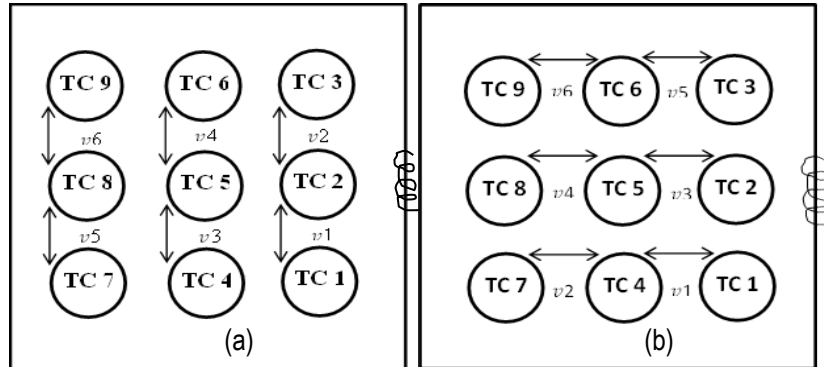 TC 9 TC 6 TC 3
v6 v4 v2
TC 8 TC 5 TC 2
v5 v3 v1
TC 7 TC 4 TC 1
(a)
TC 9 v6 TC 6 v5 TC 3
TC 8 v4 TC 5 v3 TC 2
TC 7 v2 TC 4 v1 TC 1
(b)